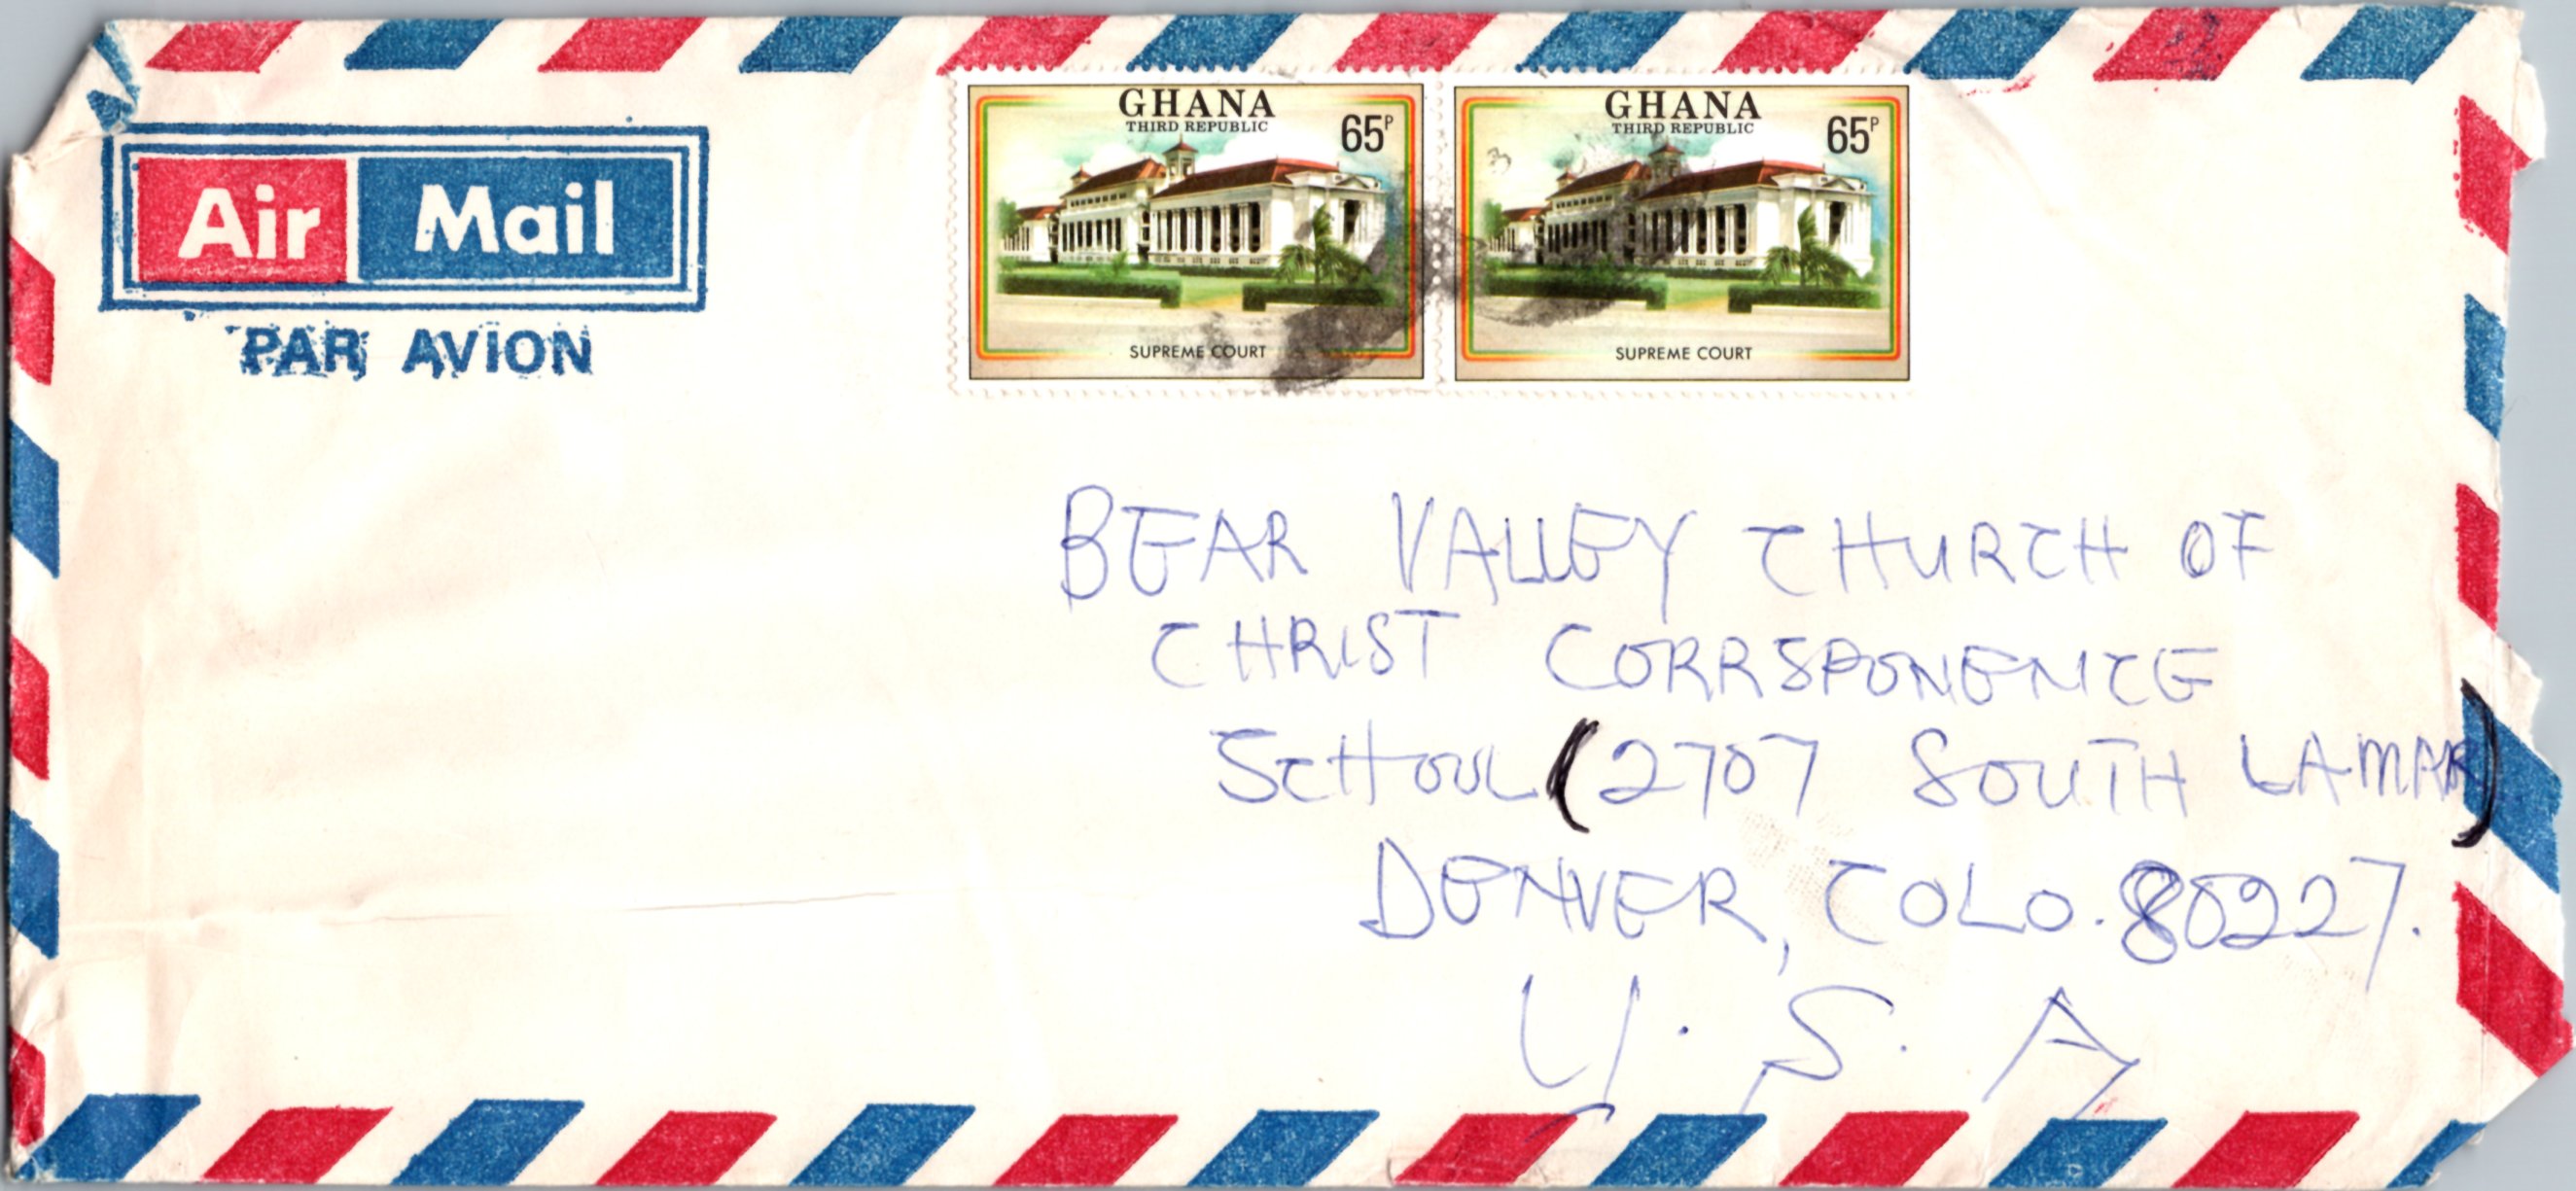 Air Mail
PAR AVION
GHANA
THIRD REPUBLIC
65P
SUPREME COURT
GHANA
THIRD REPUBLIC
65P
SUPREME COURT
BEAR VALLEY CHURCH OF
CHRIST CORRSPONENCE
SCHOOL (2707 SOUTH LAMAR)
DENVER, COLO. 80227.
U. S. A